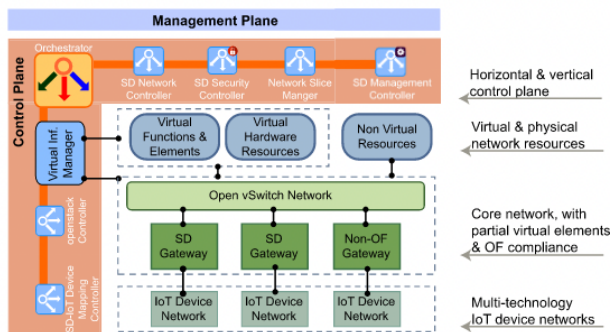 Management Plane
Control Plane
Orchestrator
SD Network
Controller
SD Security
Controller
Network Slice
Manger
SD Management
Controller
Horizontal & vertical
control plane
Virtual Inf.
Manager
Virtual
Functions &
Elements
Virtual
Hardware
Resources
Non Virtual
Resources
Virtual & physical
network resources
Open vSwitch Network
openstack
Controller
SD
Gateway
SD
Gateway
Non-OF
Gateway
Core network, with
partial virtual elements
& OF compliance
SD-IoT Device
Mapping
Controller
IoT Device
Network
IoT Device
Network
IoT Device
Network
Multi-technology
IoT device networks